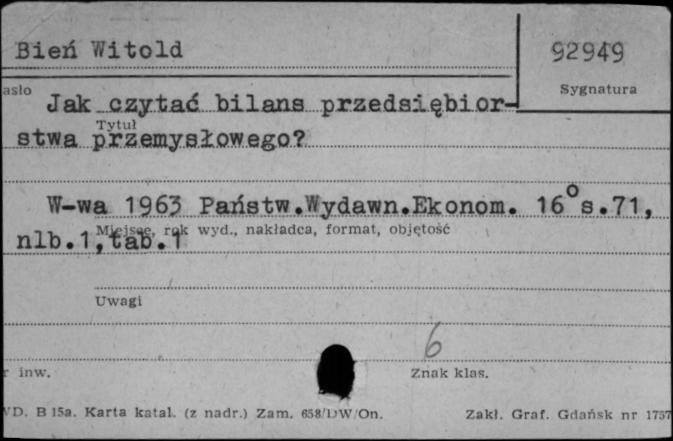 Bień Witold
92949
asło
Sygnatura
Jak czytać bilans przedsiębior-
Tytuł
stwa przemysłowego?
W-wa 1963 Państw.Wydawn.Ekonom. 16° s.71,
Miejsce, rok wyd., nakładca, format, objętość
nlb.1,tab.1
Uwagi
6
r inw.
Znak klas.
WD. B 15a. Karta katal. (z nadr.) Zam. 658/DW/On.
Zakł. Graf. Gdańsk nr 1757